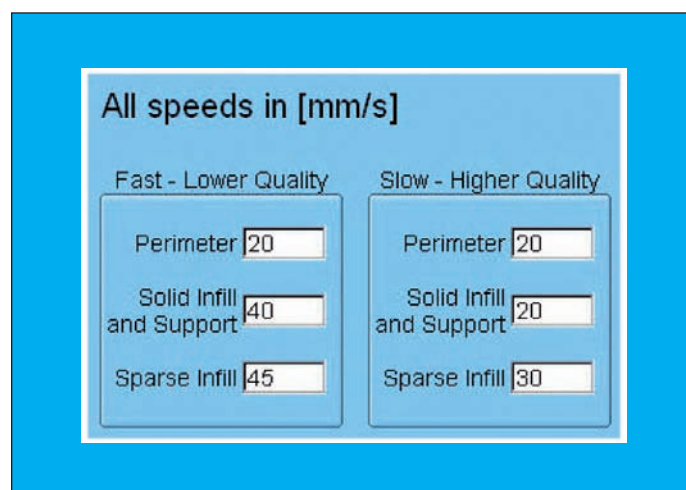 All speeds in [mm/s]
Fast - Lower Quality
Perimeter 20
Solid Infill
and Support 40
Sparse Infill 45
Slow - Higher Quality
Perimeter 20
Solid Infill
and Support 20
Sparse Infill 30